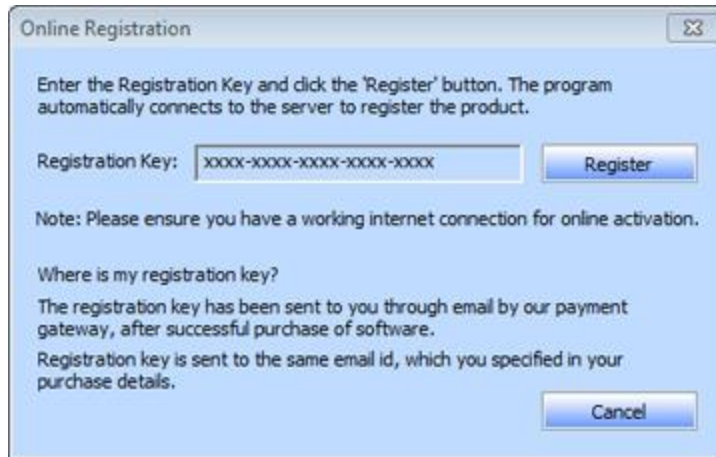 Online Registration
Enter the Registration Key and click the 'Register' button. The program
automatically connects to the server to register the product.
Registration Key: xxxx-xxxx-xxxx-xxxx-xxxx Register
Note: Please ensure you have a working internet connection for online activation.
Where is my registration key?
The registration key has been sent to you through email by our payment
gateway, after successful purchase of software.
Registration key is sent to the same email id, which you specified in your
purchase details.
Cancel